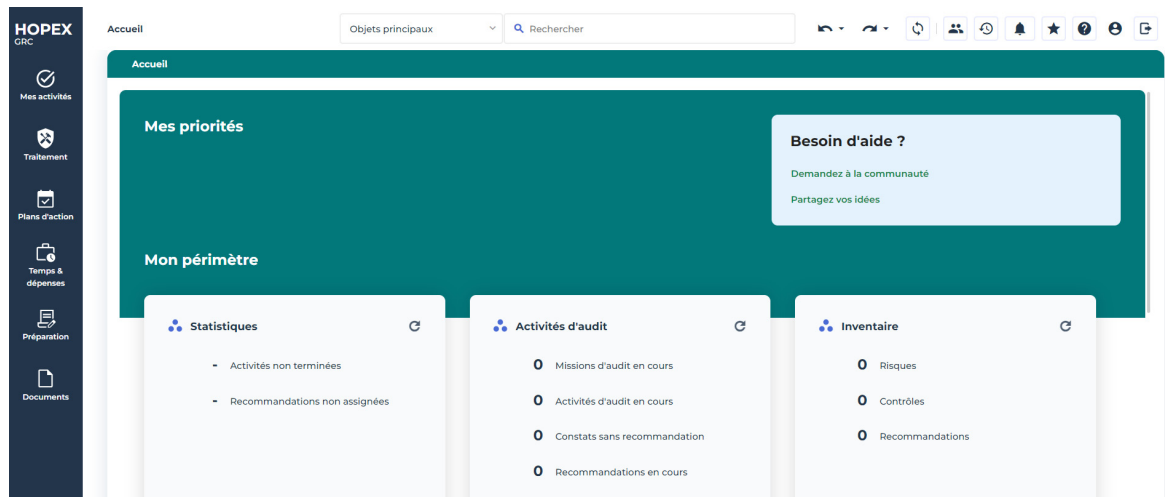 HOPEX
GRC
Accueil
Objets principaux
Rechercher
Mes activités
Traitement
Plans d'action
Temps &
dépenses
Préparation
Documents
Accueil
Mes priorités
Besoin d'aide ?
Demandez à la communauté
Partagez vos idées
Mon périmètre
Statistiques
- Activités non terminées
- Recommandations non assignées
Activités d'audit
0 Missions d'audit en cours
0 Activités d'audit en cours
0 Constats sans recommandation
0 Recommandations en cours
Inventaire
0 Risques
0 Contrôles
0 Recommandations